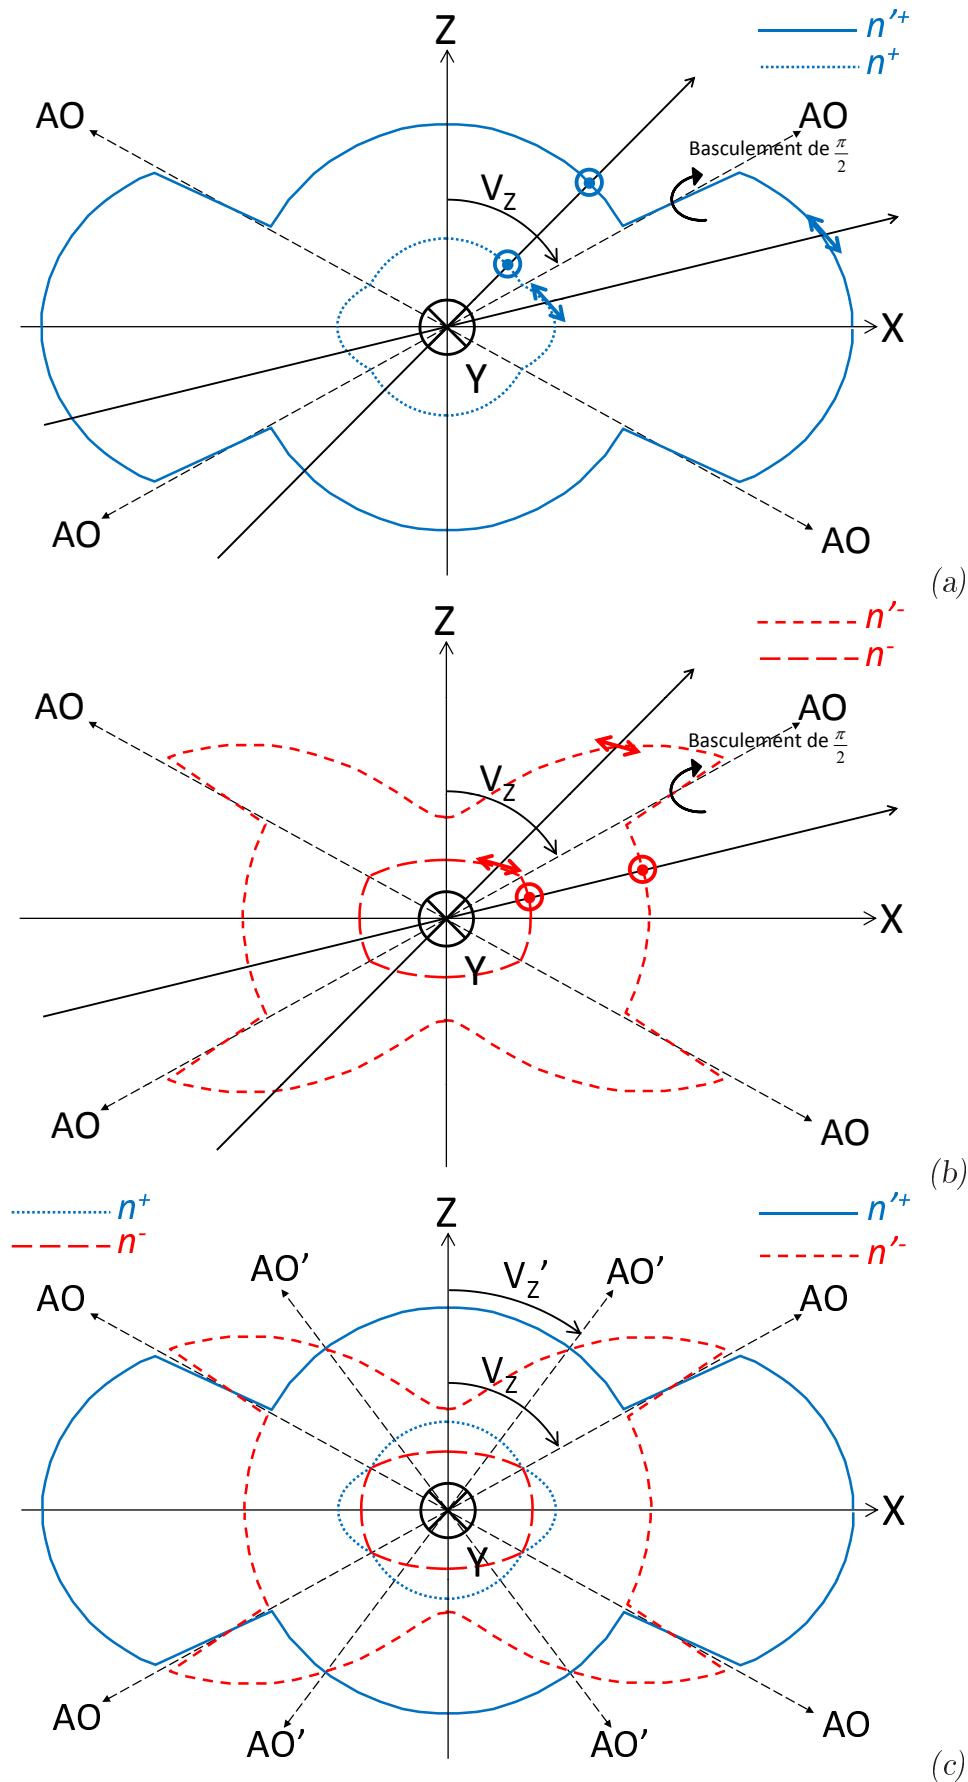 Z
n'+
n+
AO
AO
Basculement de π/2
VZ
X
Y
AO
AO
(a)
Z
n'-
n-
AO
AO
Basculement de π/2
VZ
X
Y
AO
AO
(b)
n+
n-
Z
n'+
n'-
AO'
VZ'
AO'
AO
AO
VZ
X
Y
AO
AO'
AO'
AO
(c)